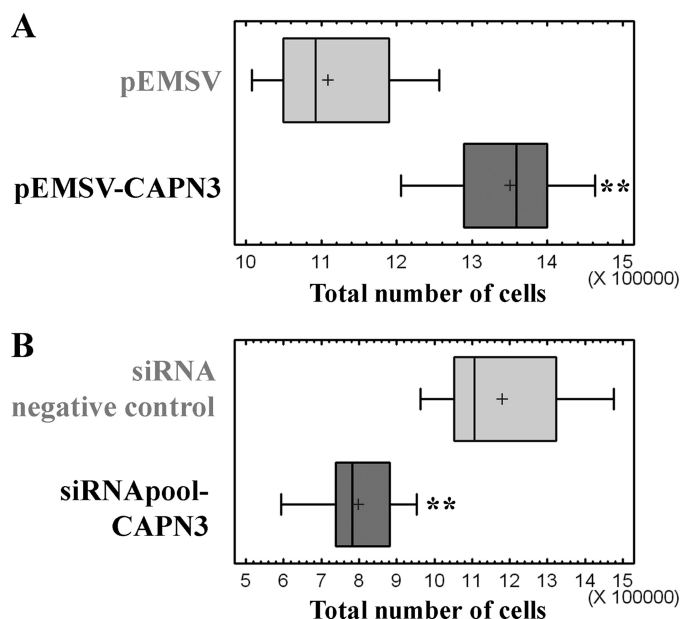 A
pEMSV
pEMSV-CAPN3
**
10 11 12 13 14 15
(X 100000)
Total number of cells
B
siRNA
negative control
siRNApool-
CAPN3
**
5 6 7 8 9 10 11 12 13 14 15
(X 100000)
Total number of cells